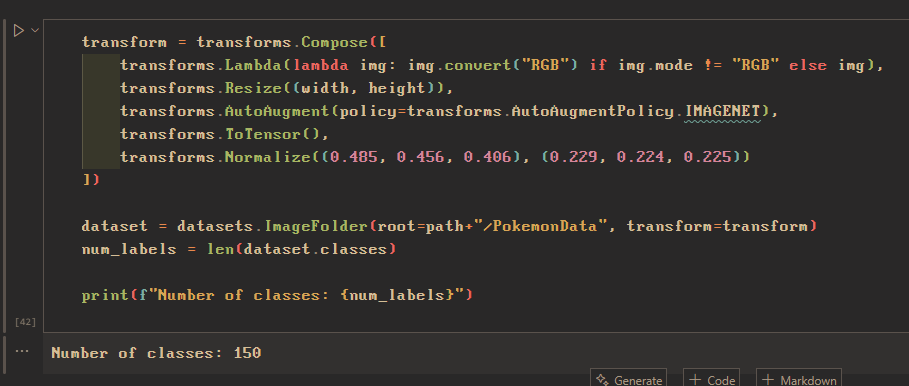 transform = transforms.Compose([
transforms.Lambda(lambda img: img.convert("RGB") if img.mode != "RGB" else img),
transforms.Resize((width, height)),
transforms.AutoAugment(policy=transforms.AutoAugmentPolicy.IMAGENET),
transforms.ToTensor(),
transforms.Normalize((0.485, 0.456, 0.406), (0.229, 0.224, 0.225))
])
dataset = datasets.ImageFolder(root=path+"/PokemonData", transform=transform)
num_labels = len(dataset.classes)
print(f"Number of classes: {num_labels}")
[42]
... Number of classes: 150
Generate + Code + Markdown